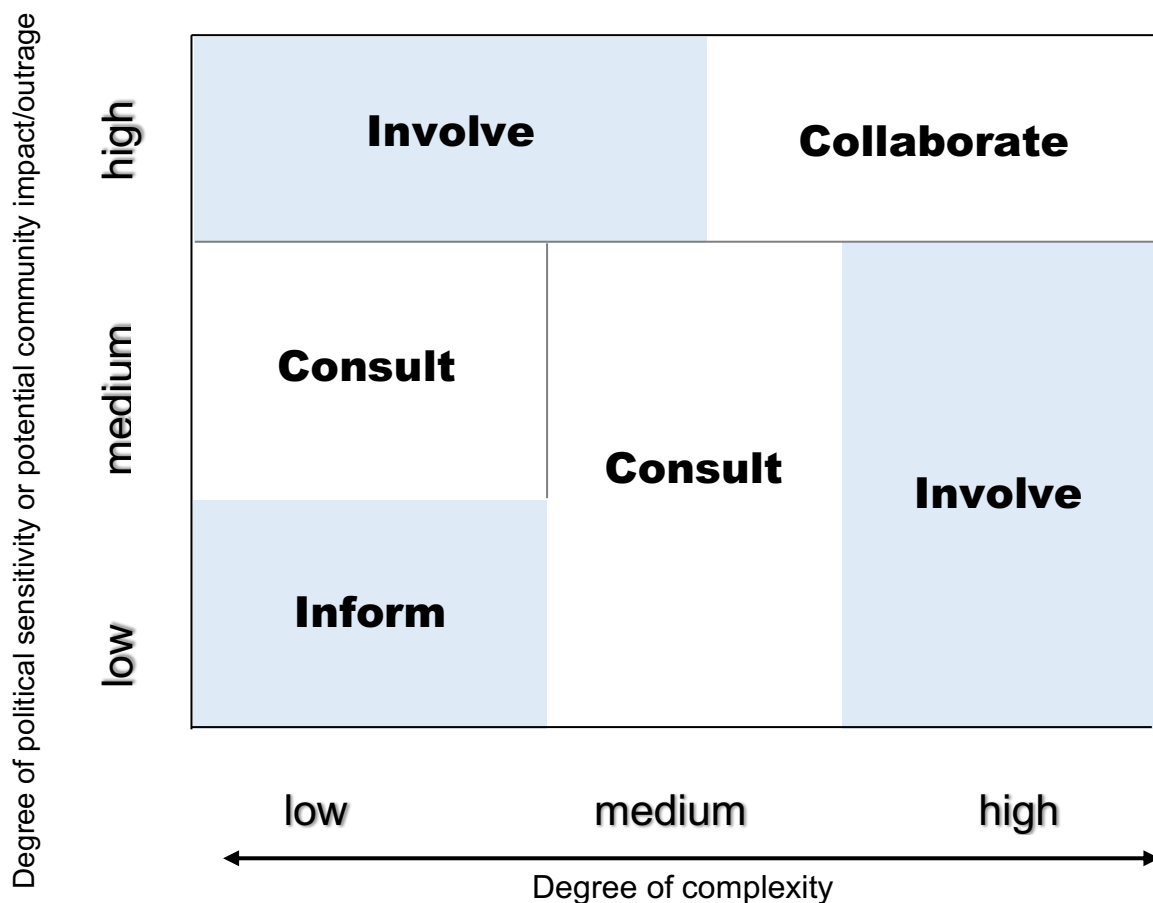 Degree of political sensitivity or potential community impact/outrage
high
medium
low
Involve
Collaborate
Consult
Consult
Involve
Inform
low
medium
high
Degree of complexity